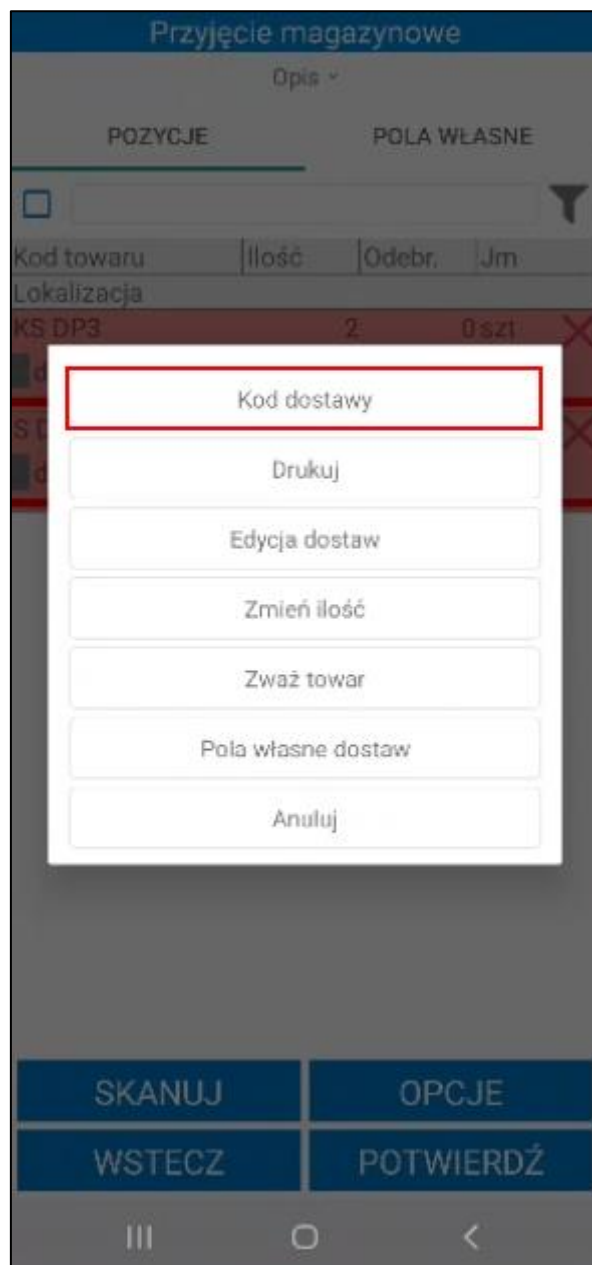 Przyjęcie magazynowe
Opis
POZYCJE POLA WŁASNE
Kod towaru Ilość Odebr. Jm
Lokalizacja
KS DP3 2 0 szt
Kod dostawy
Drukuj
Edycja dostaw
Zmień ilość
Zważ towar
Pola własne dostaw
Anuluj
SKANUJ OPCJE
WSTECZ POTWIERDŹ